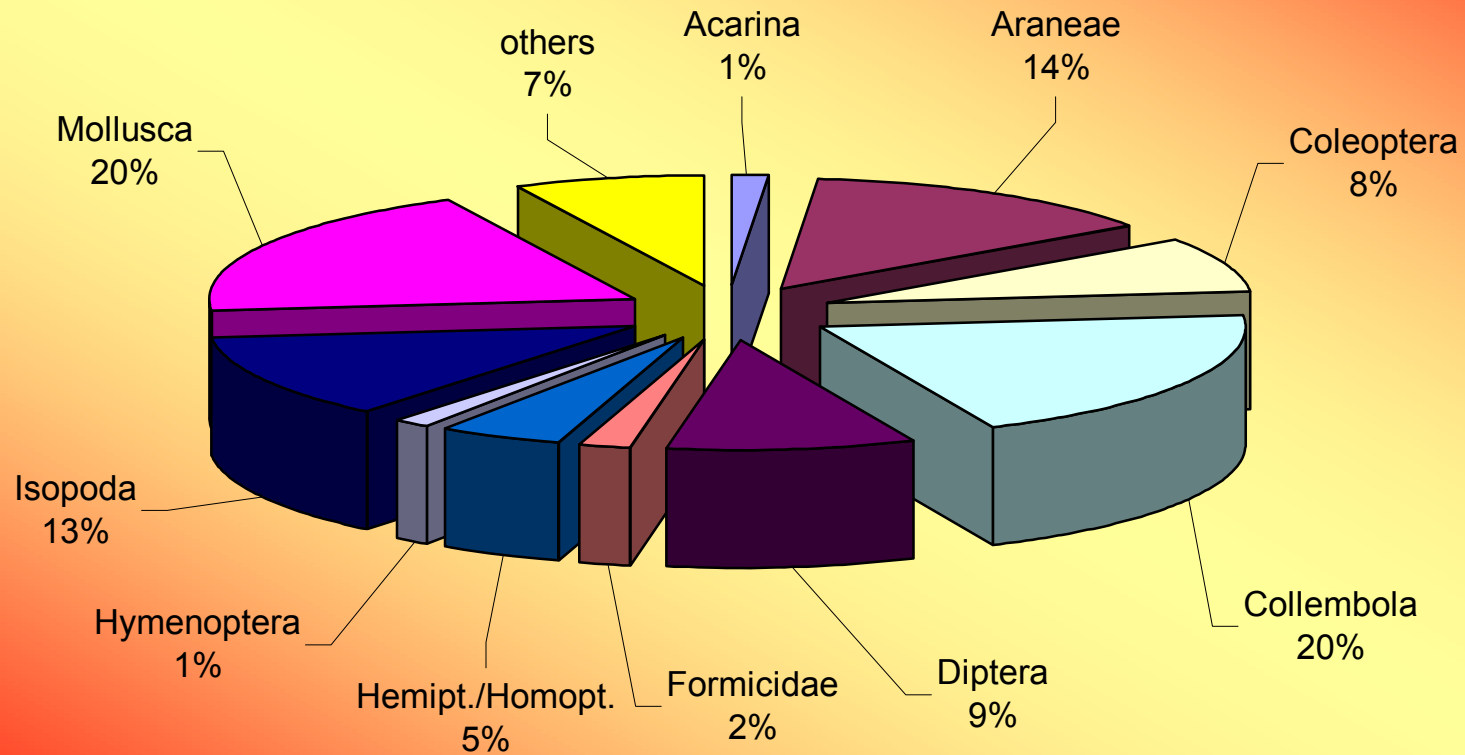 Acarina
1%
Araneae
14%
Coleoptera
8%
Collembola
20%
Diptera
9%
Formicidae
2%
Hemipt./Homopt.
5%
Hymenoptera
1%
Isopoda
13%
Mollusca
20%
others
7%